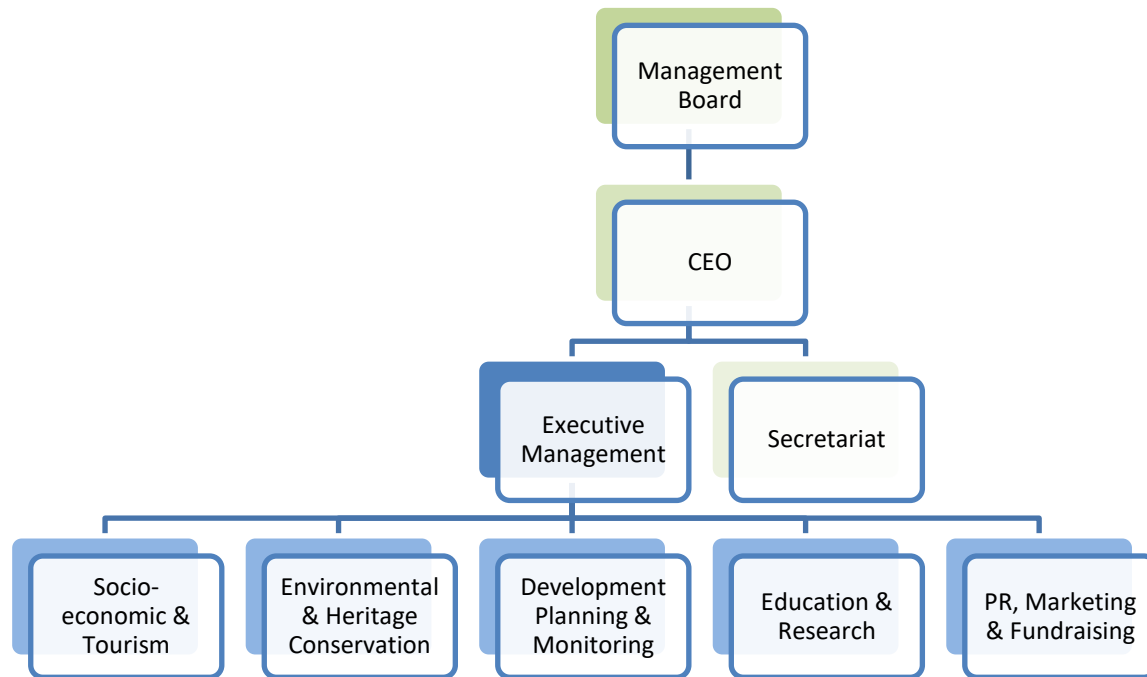 Management
Board
CEO
Executive
Management
Secretariat
Socio-
economic &
Tourism
Environmental
& Heritage
Conservation
Development
Planning &
Monitoring
Education &
Research
PR, Marketing
& Fundraising